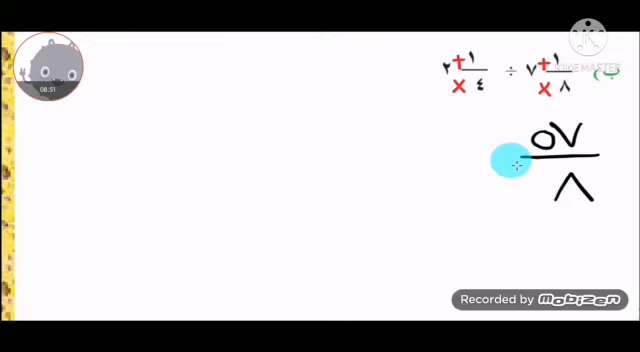 ب) ٧ + ١/٨ ÷ ٢ + ١/٤
× ×
٥٧
٨
KINEMASTER
08:51
Recorded by mobizen